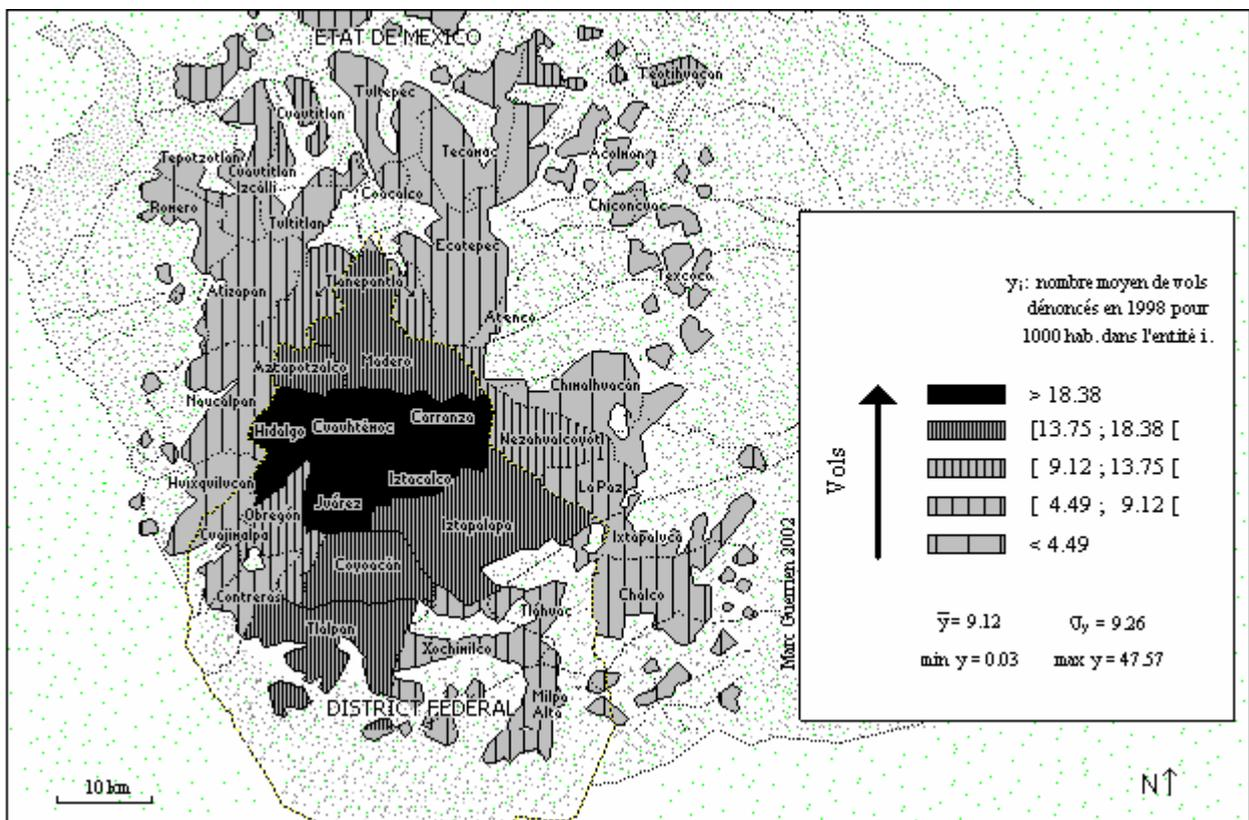 ETAT DE MEXICO
Teotihuacan
Tultepec
Cuautitlan
Tecamac
Tepotzotlan
Acolman
Cuautitlan
Izcalli
Coacalco
Romero
Chiconcuac
Tultitlan
Ecatepec
Texcoco
Tlanepantla
Atizapan
Atenco
Madero
Aztapotzalco
Chimalhuacán
Naucalpan
Carranza
Cuauhtémoc
Hidalgo
Nezahualcoyotl
Iztacalco
Huixquilucan
La Paz
Juárez
Obregón
Iztapalapa
Cuajimalpa
Ixtapaluca
Coyoacán
Contreras
Chalco
Tláhuac
Tlalpan
Xochimilco
Milpa
Alta
DISTRICT FEDERAL
10 km
Marc Guerrien 2002
yi : nombre moyen de vols
dénoncés en 1998 pour
1000 hab. dans l'entité i.
Vols
> 18.38
[13.75 ; 18.38 [
[ 9.12 ; 13.75 [
[ 4.49 ; 9.12 [
< 4.49
y̅ = 9.12 σy = 9.26
min y = 0.03 max y = 47.57
N↑